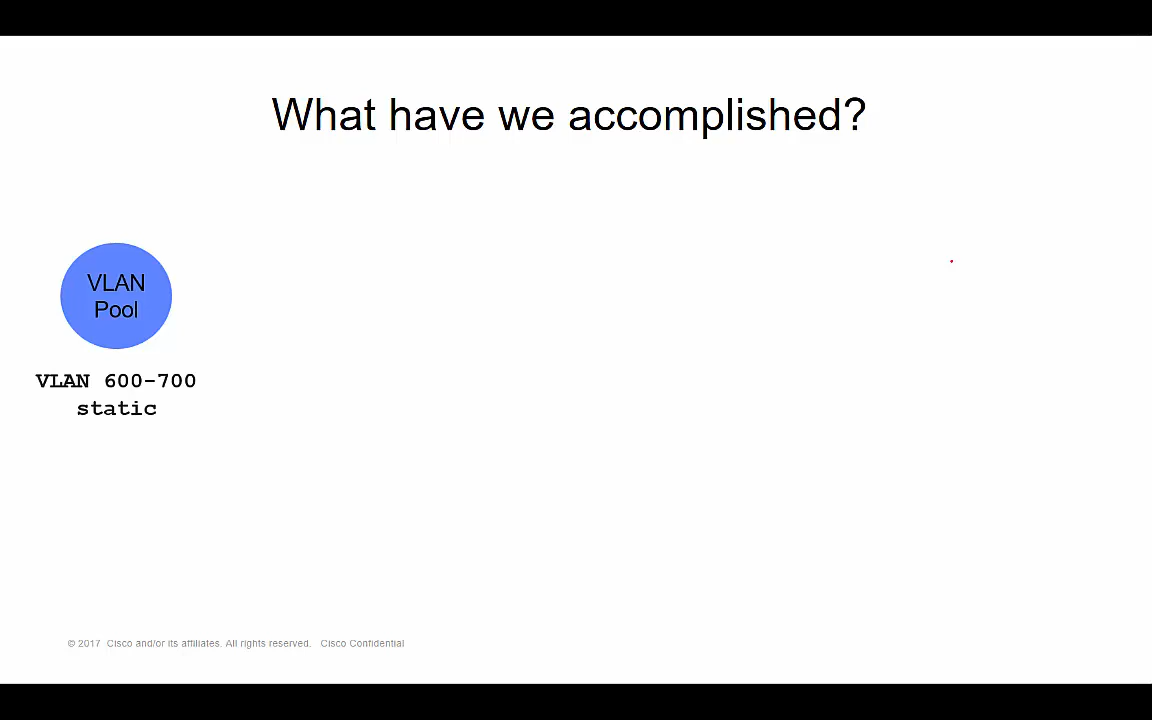 What have we accomplished?
VLAN
Pool
VLAN 600-700
static
© 2017 Cisco and/or its affiliates. All rights reserved. Cisco Confidential